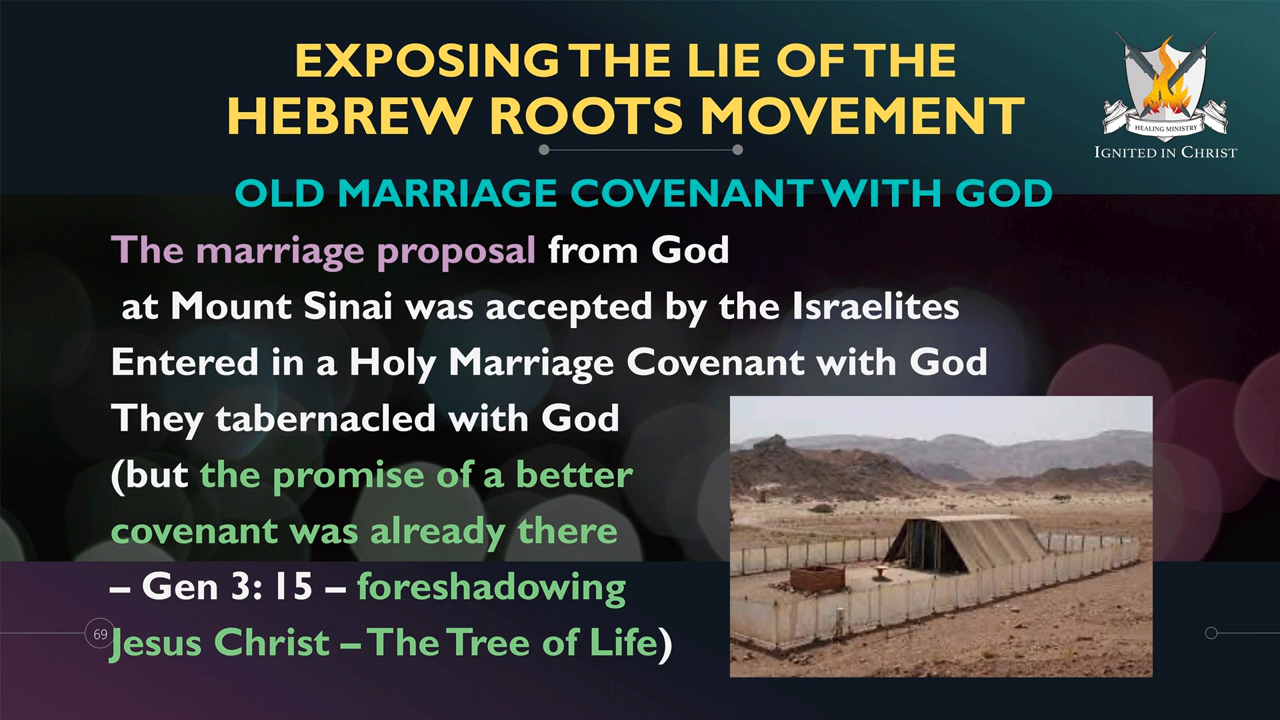 EXPOSING THE LIE OF THE
HEBREW ROOTS MOVEMENT
HEALING MINISTRY
IGNITED IN CHRIST
OLD MARRIAGE COVENANT WITH GOD
The marriage proposal from God
at Mount Sinai was accepted by the Israelites
Entered in a Holy Marriage Covenant with God
They tabernacled with God
(but the promise of a better
covenant was already there
– Gen 3: 15 – foreshadowing
69
Jesus Christ – The Tree of Life)